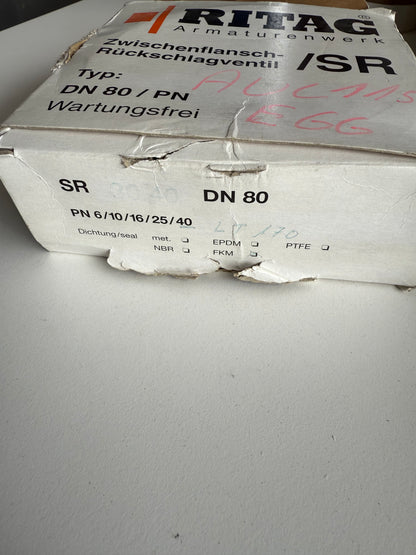 RITAG®
Armaturenwerk
Zwischenflansch-
Rückschlagventil /SR
Typ:
DN 80 / PN
Wartungsfrei
EGG
SR DN 80
PN 6/10/16/25/40
Dichtung/seal met. EPDM PTFE
NBR FKM